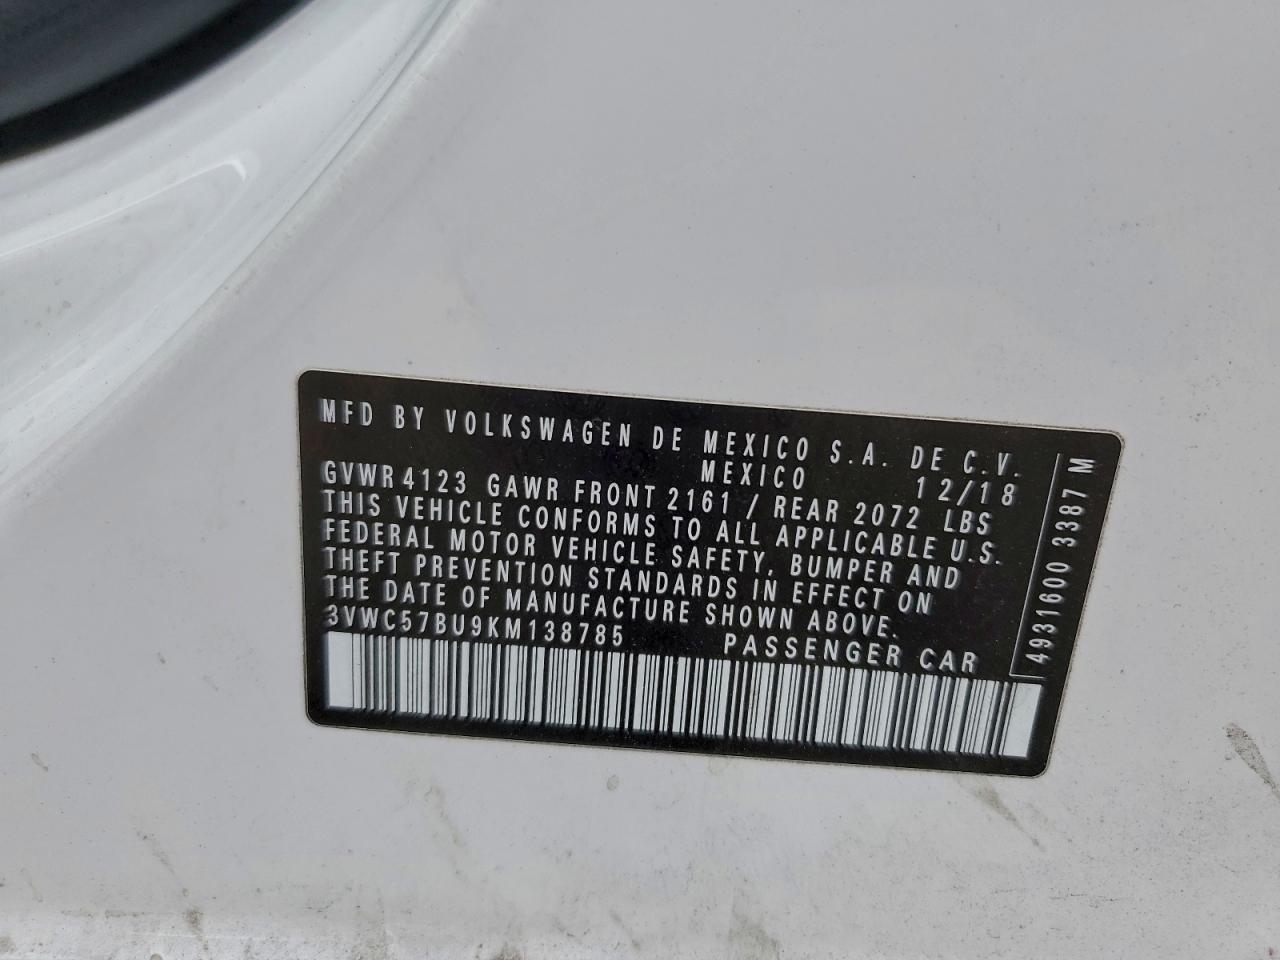 MFD BY VOLKSWAGEN DE MEXICO S.A. DE C.V.
MEXICO 12/18
GVWR 4123 GAWR FRONT 2161 / REAR 2072 LBS
THIS VEHICLE CONFORMS TO ALL APPLICABLE U.S.
FEDERAL MOTOR VEHICLE SAFETY, BUMPER AND
THEFT PREVENTION STANDARDS IN EFFECT ON
THE DATE OF MANUFACTURE SHOWN ABOVE.
3VWC57BU9KM138785 PASSENGER CAR
4931600 3387 M